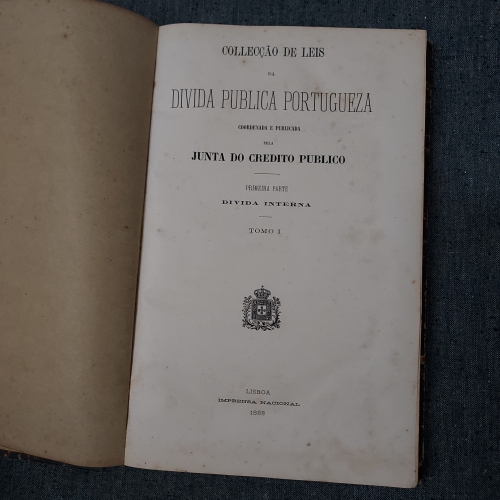 COLLECÇÃO DE LEIS
DA
DIVIDA PUBLICA PORTUGUEZA
COORDENADA E PUBLICADA
PELA
JUNTA DO CREDITO PUBLICO
PRIMEIRA PARTE
DIVIDA INTERNA
TOMO I
LISBOA
IMPRENSA NACIONAL